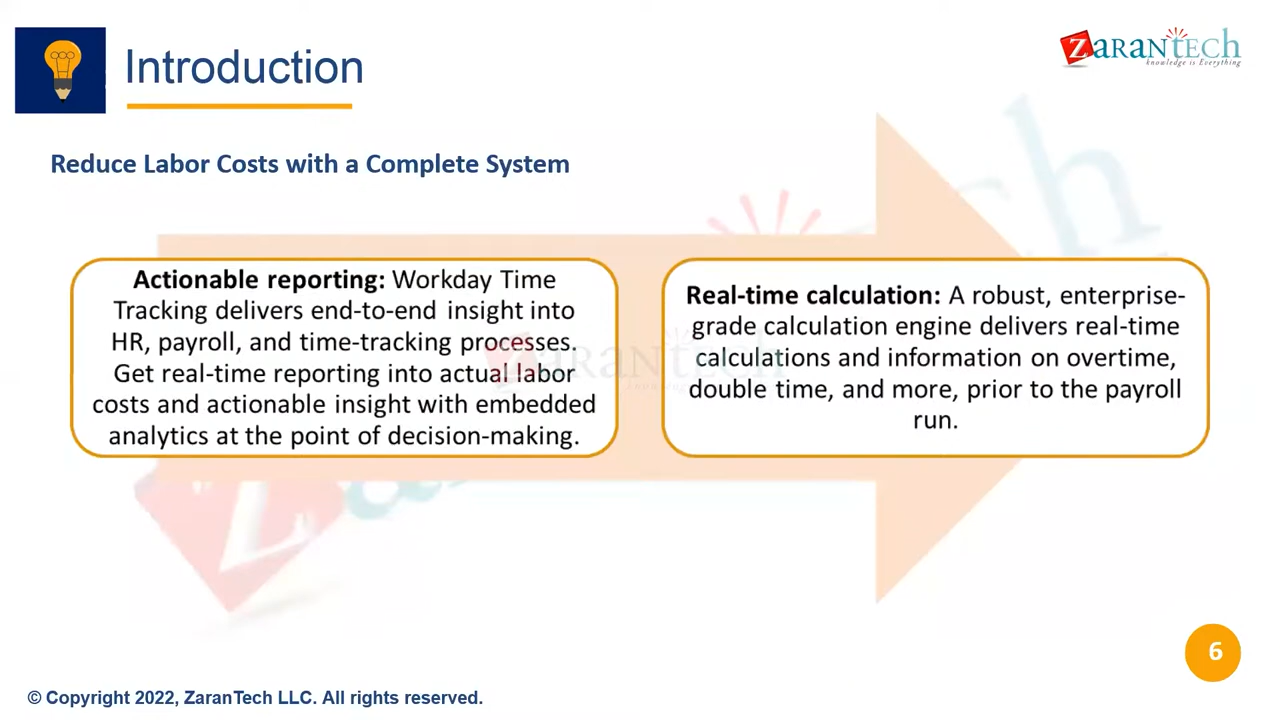 Introduction
ZaranTech
knowledge is Everything
Reduce Labor Costs with a Complete System
Actionable reporting: Workday Time
Tracking delivers end-to-end insight into
HR, payroll, and time-tracking processes.
Get real-time reporting into actual labor
costs and actionable insight with embedded
analytics at the point of decision-making.
Real-time calculation: A robust, enterprise-
grade calculation engine delivers real-time
calculations and information on overtime,
double time, and more, prior to the payroll
run.
ZaranTech
6
© Copyright 2022, ZaranTech LLC. All rights reserved.